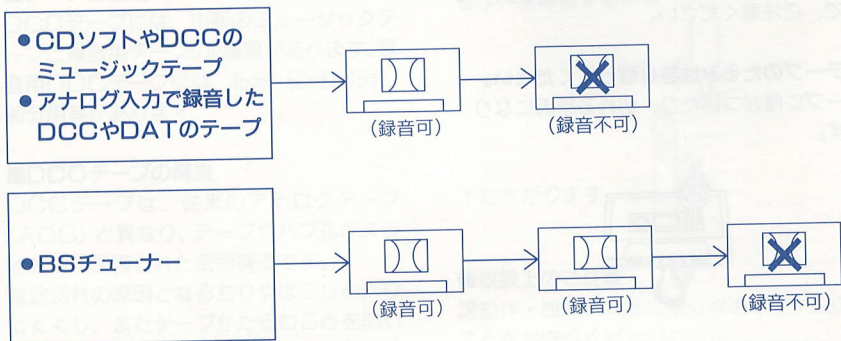 ●CDソフトやDCCの
ミュージックテープ
●アナログ入力で録音した
DCCやDATのテープ
(録音可)
(録音不可)
●BSチューナー
(録音可)
(録音可)
(録音不可)